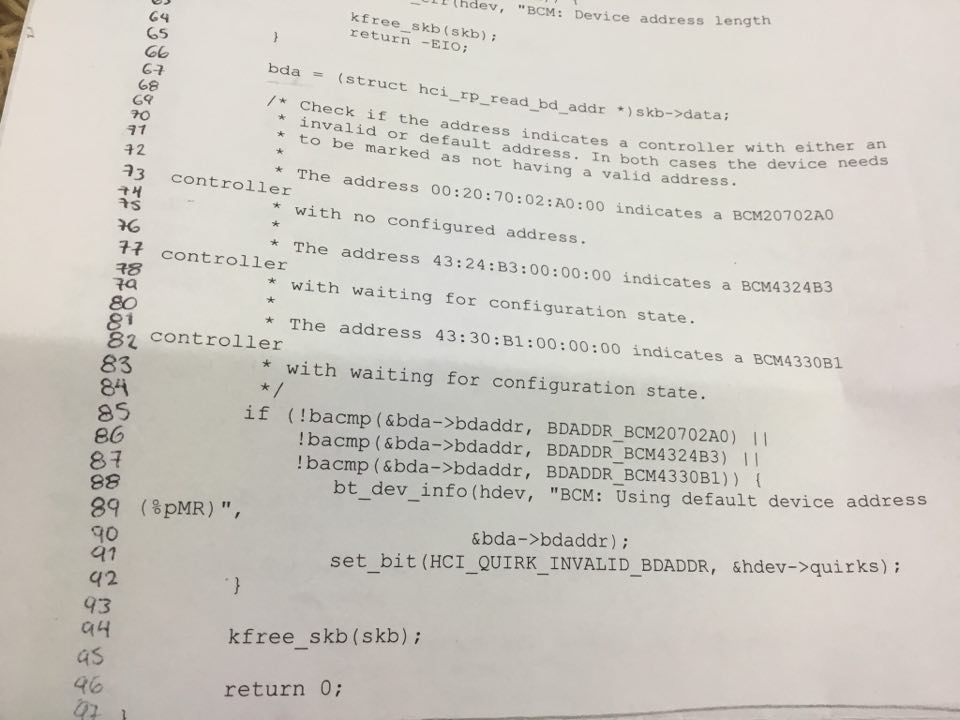 (hdev, "BCM: Device address length
64
65 kfree_skb(skb);
66 return -EIO;
}
67
68 bda = (struct hci_rp_read_bd_addr *)skb->data;
69
70 /* Check if the address indicates a controller with either an
71 * invalid or default address. In both cases the device needs
72 * to be marked as not having a valid address.
*
73 * The address 00:20:70:02:A0:00 indicates a BCM20702A0
74 controller
75 * with no configured address.
76 *
77 * The address 43:24:B3:00:00:00 indicates a BCM4324B3
78 controller
79 * with waiting for configuration state.
80 *
81 * The address 43:30:B1:00:00:00 indicates a BCM4330B1
82 controller
83 * with waiting for configuration state.
84 */
85 if (!bacmp(&bda->bdaddr, BDADDR_BCM20702A0) ||
86 !bacmp(&bda->bdaddr, BDADDR_BCM4324B3) ||
87 !bacmp(&bda->bdaddr, BDADDR_BCM4330B1)) {
88 bt_dev_info(hdev, "BCM: Using default device address
89 (%pMR)",
90 &bda->bdaddr);
91 set_bit(HCI_QUIRK_INVALID_BDADDR, &hdev->quirks);
92 }
93
94 kfree_skb(skb);
95
96 return 0;
97 }